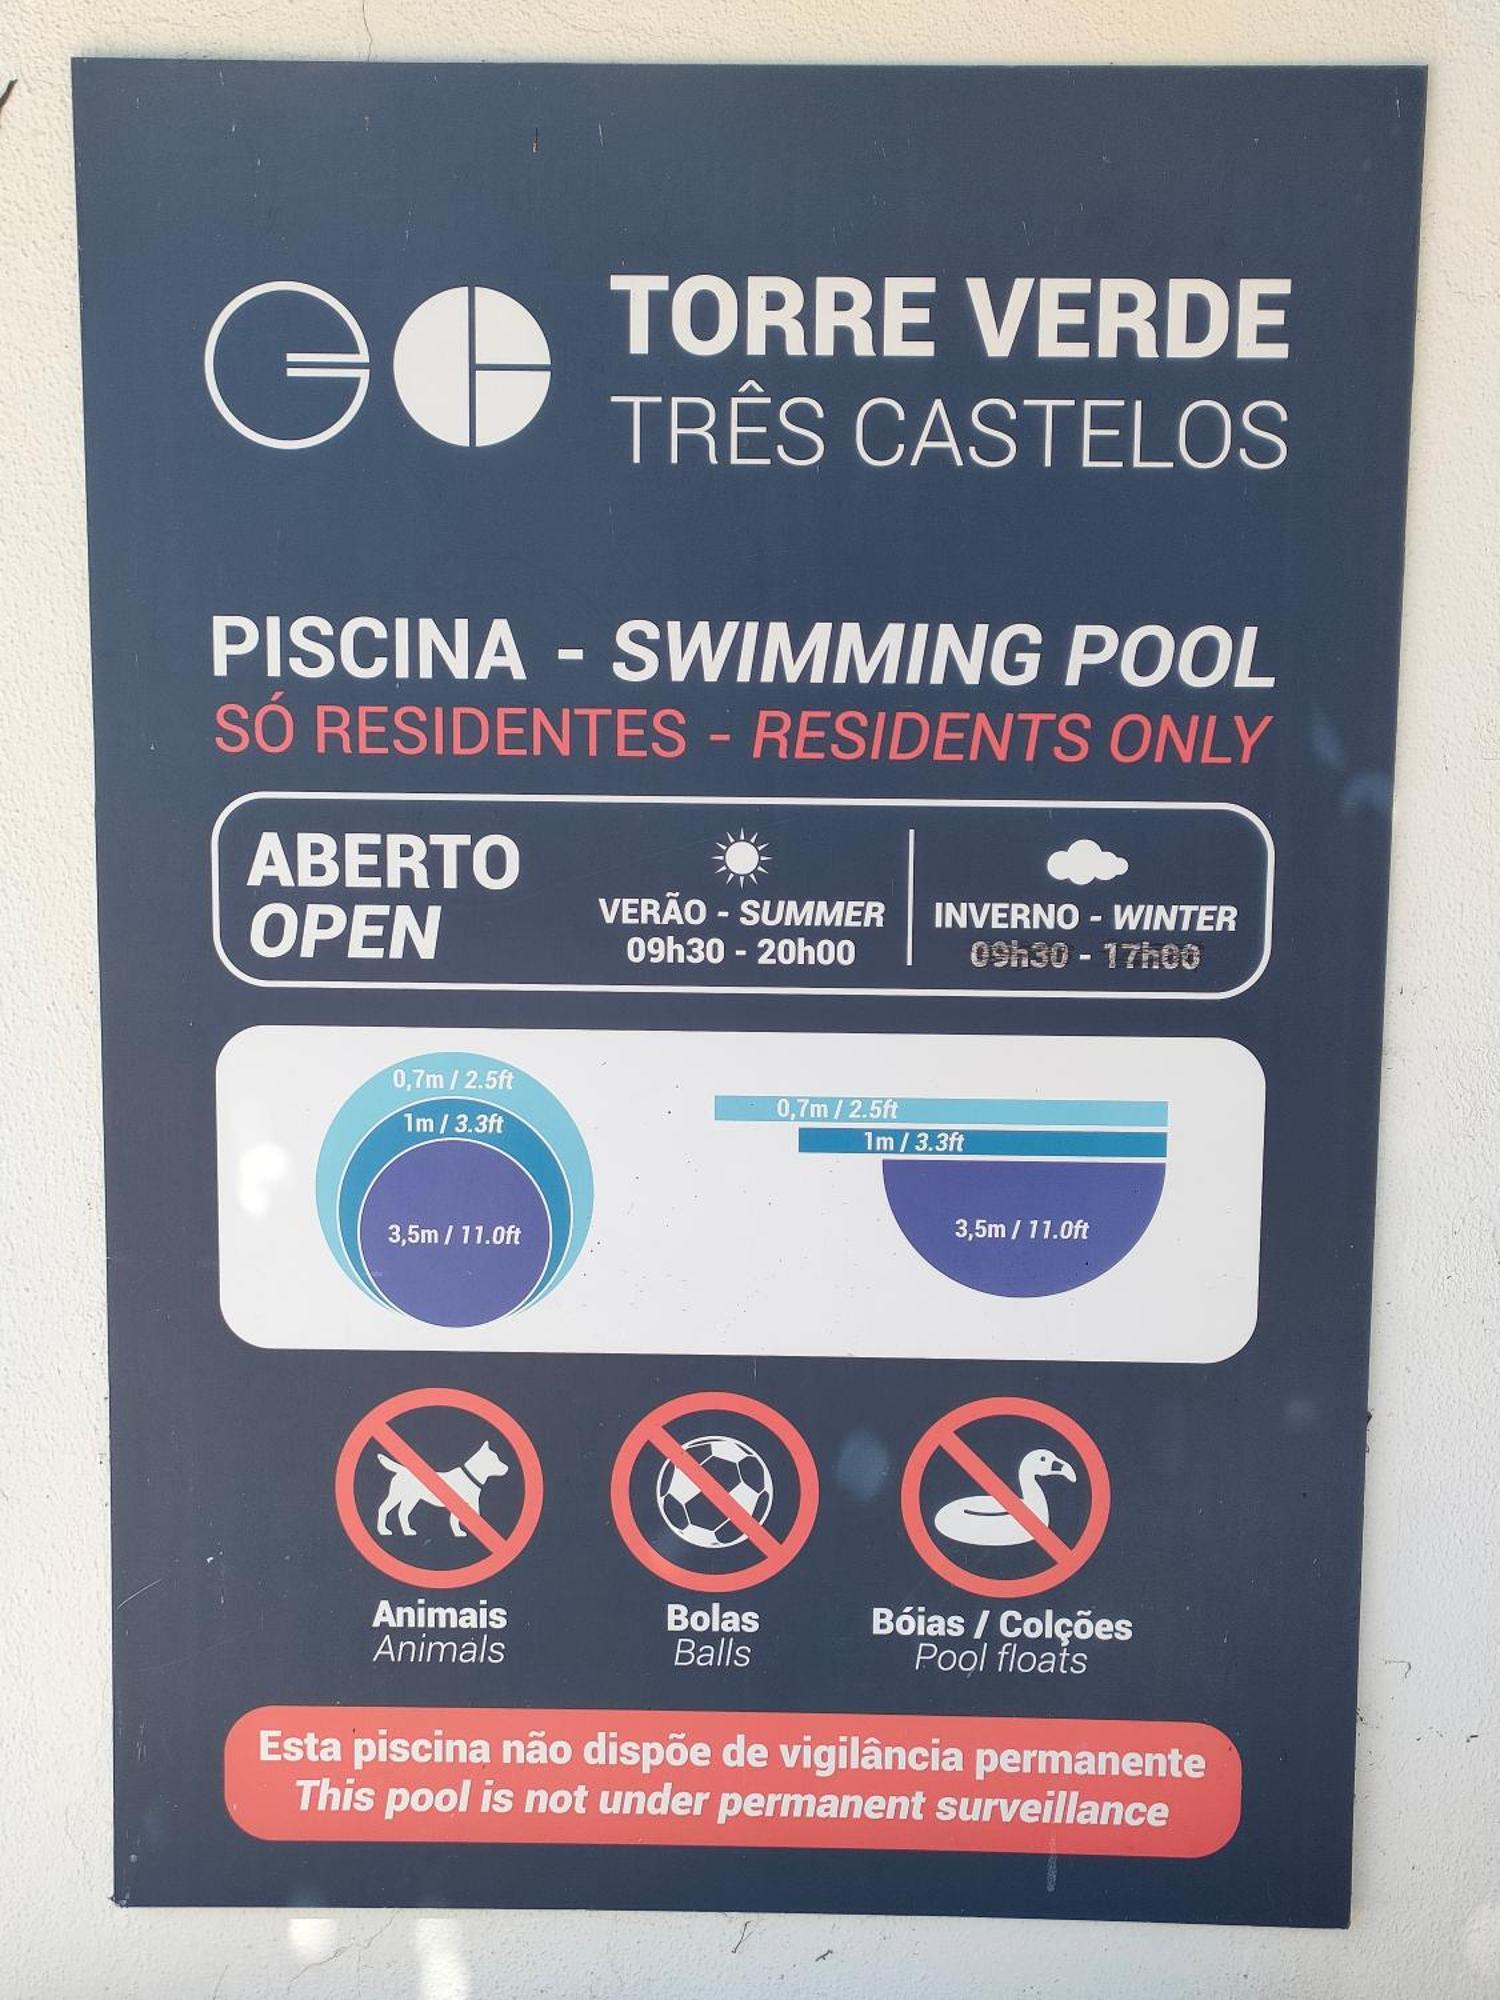 TORRE VERDE
TRÊS CASTELOS
PISCINA - SWIMMING POOL
SÓ RESIDENTES - RESIDENTS ONLY
ABERTO
OPEN
VERÃO - SUMMER
09h30 - 20h00
INVERNO - WINTER
09h30 - 17h00
0,7m / 2.5ft
1m / 3.3ft
3,5m / 11.0ft
0,7m / 2.5ft
1m / 3.3ft
3,5m / 11.0ft
Animais
Animals
Bolas
Balls
Bóias / Colções
Pool floats
Esta piscina não dispõe de vigilância permanente
This pool is not under permanent surveillance